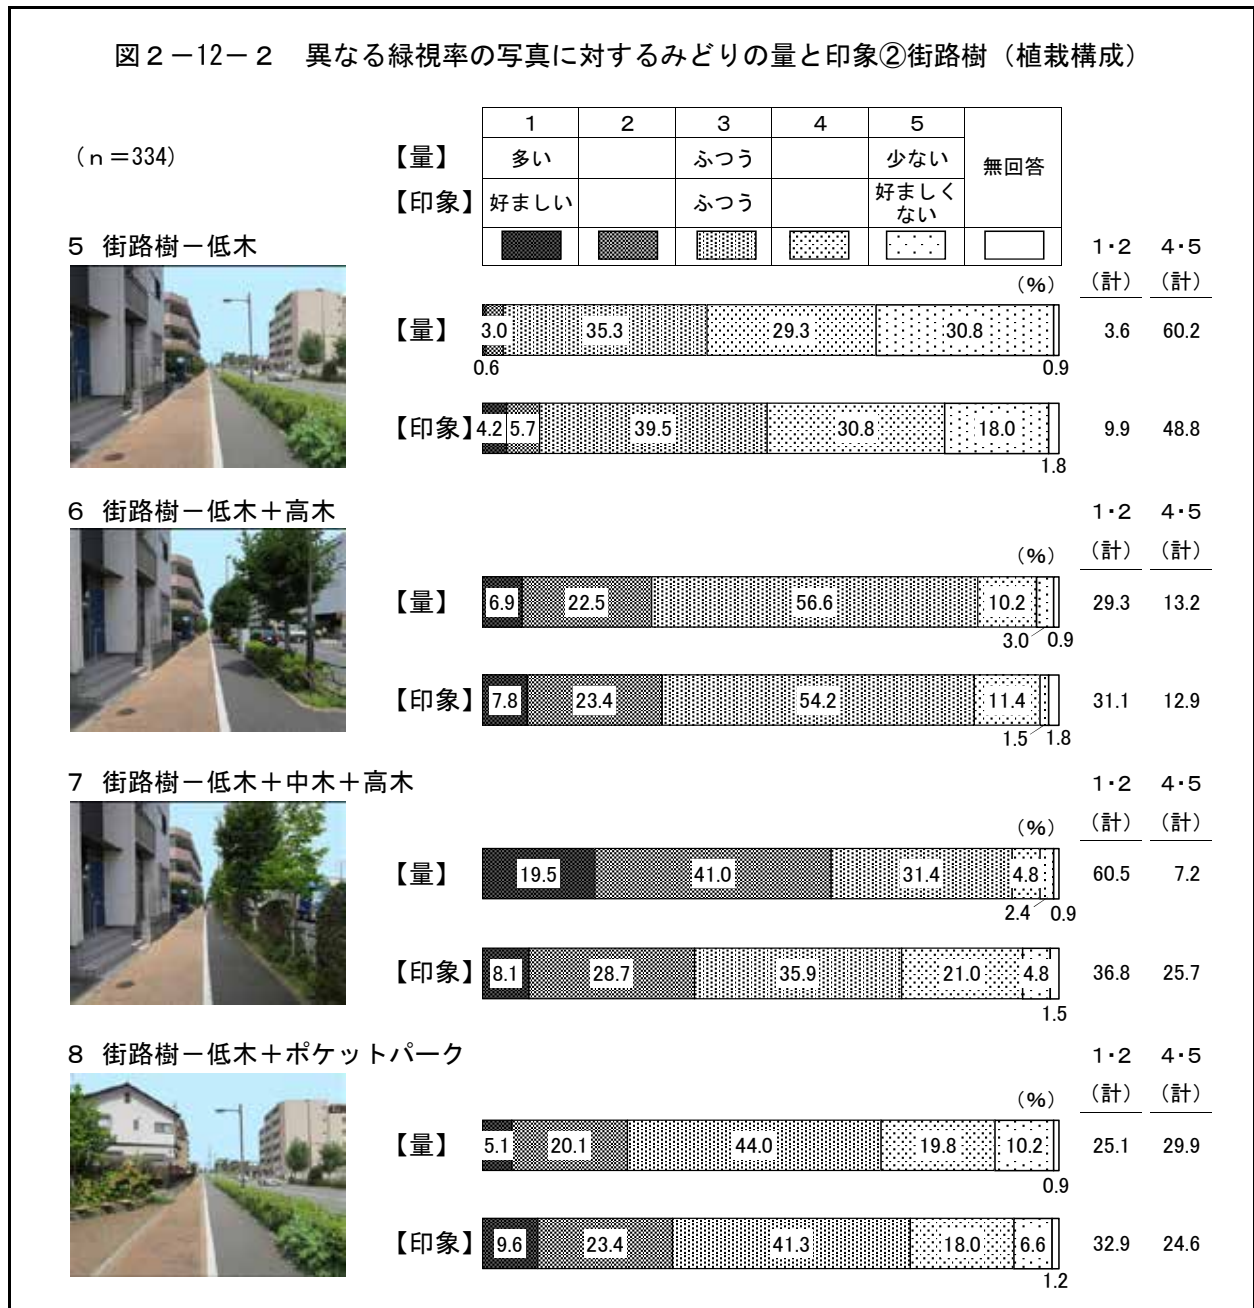 図2-12-2 異なる緑視率の写真に対するみどりの量と印象②街路樹（植栽構成）
（n＝334）
1 2 3 4 5 無回答
【量】 多い ふつう 少ない
【印象】 好ましい ふつう 好ましくない
5 街路樹－低木
（%） 1・2（計） 4・5（計）
【量】 0.6 3.0 35.3 29.3 30.8 0.9 3.6 60.2
【印象】 4.2 5.7 39.5 30.8 18.0 1.8 9.9 48.8
6 街路樹－低木＋高木
（%） 1・2（計） 4・5（計）
【量】 6.9 22.5 56.6 10.2 3.0 0.9 29.3 13.2
【印象】 7.8 23.4 54.2 11.4 1.5 1.8 31.1 12.9
7 街路樹－低木＋中木＋高木
（%） 1・2（計） 4・5（計）
【量】 19.5 41.0 31.4 4.8 2.4 0.9 60.5 7.2
【印象】 8.1 28.7 35.9 21.0 4.8 1.5 36.8 25.7
8 街路樹－低木＋ポケットパーク
（%） 1・2（計） 4・5（計）
【量】 5.1 20.1 44.0 19.8 10.2 0.9 25.1 29.9
【印象】 9.6 23.4 41.3 18.0 6.6 1.2 32.9 24.6